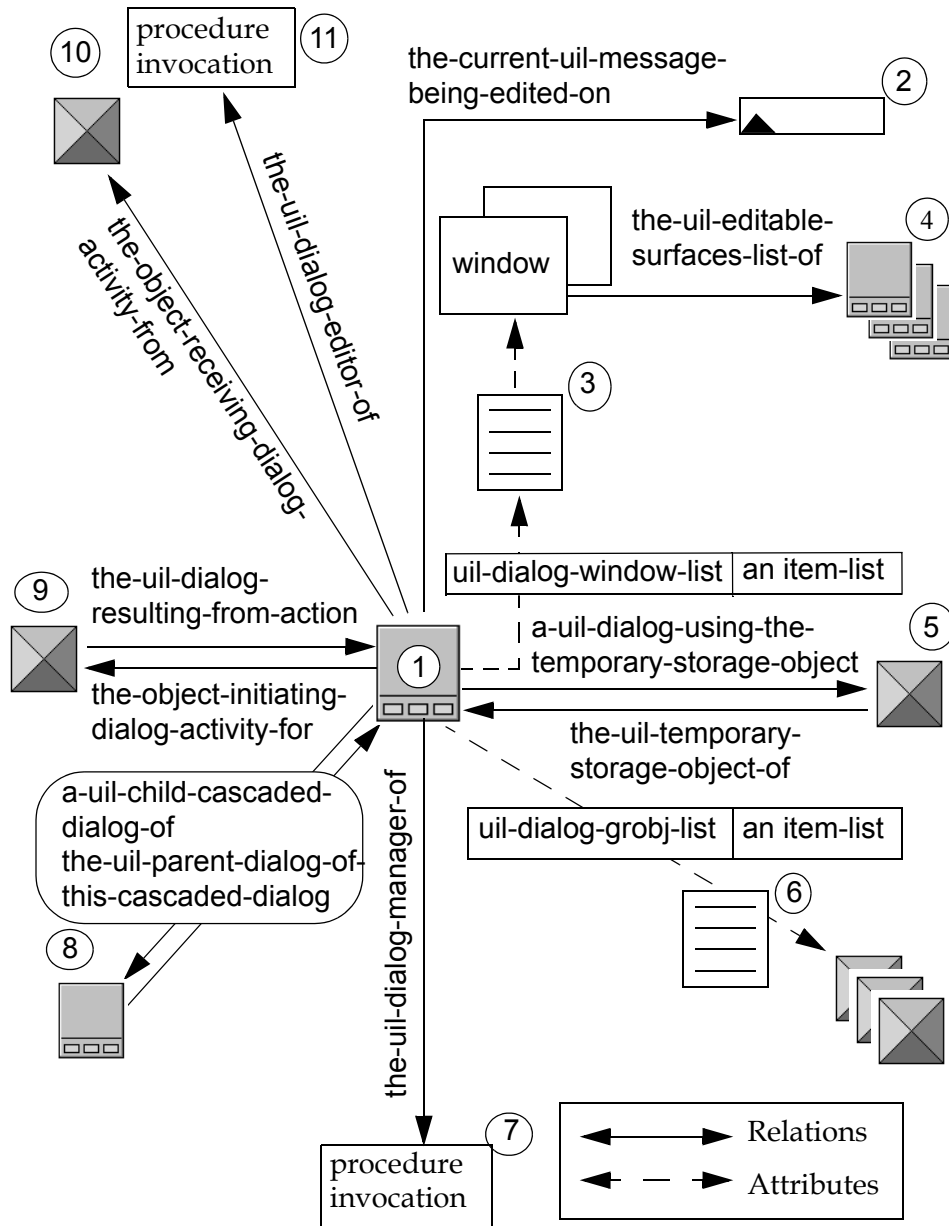 10
procedure
invocation
11
the-current-uil-message-
being-edited-on
2
the-object-receiving-dialog-
activity-from
the-uil-dialog-editor-of
window
the-uil-editable-
surfaces-list-of
4
3
uil-dialog-window-list
an item-list
9
the-uil-dialog-
resulting-from-action
1
a-uil-dialog-using-the-
temporary-storage-object
5
the-object-initiating-
dialog-activity-for
the-uil-temporary-
storage-object-of
a-uil-child-cascaded-
dialog-of
the-uil-parent-dialog-of-
this-cascaded-dialog
the-uil-dialog-manager-of
uil-dialog-grobj-list
an item-list
6
8
7
procedure
invocation
Relations
Attributes